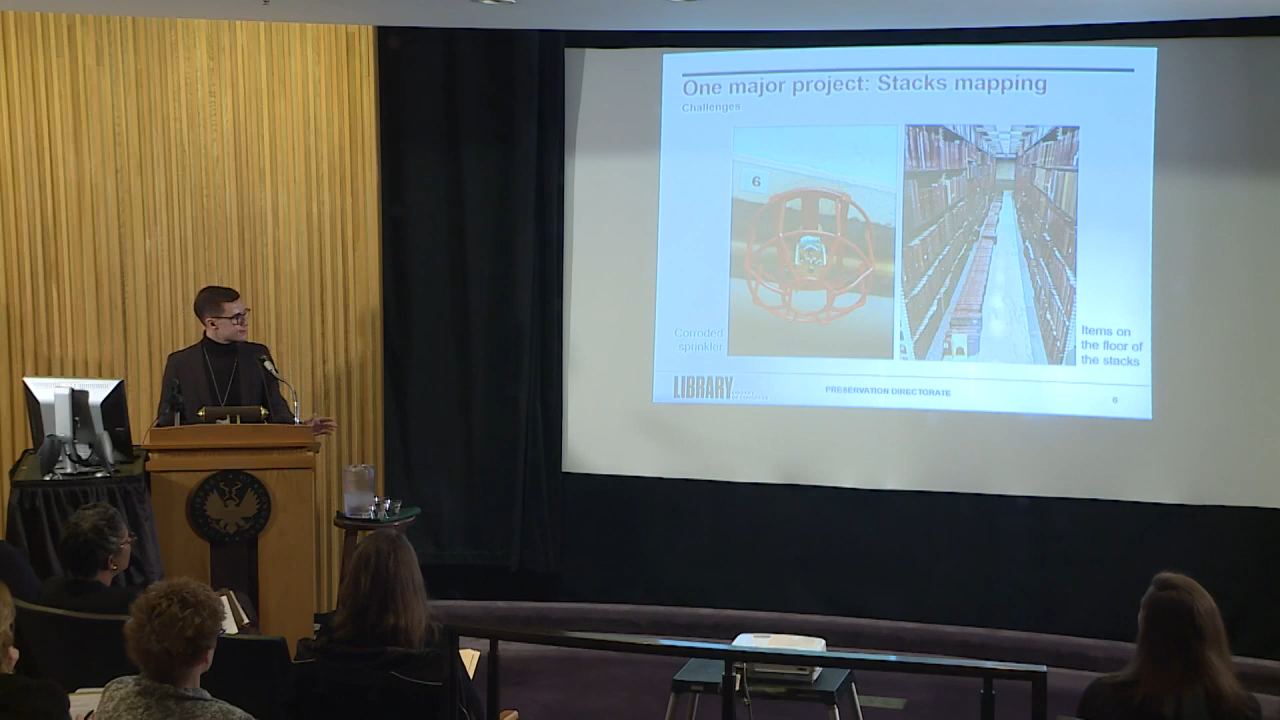 One major project: Stacks mapping
Challenges
6
Corroded
sprinkler
Items on
the floor of
the stacks
LIBRARY
PRESERVATION DIRECTORATE
6